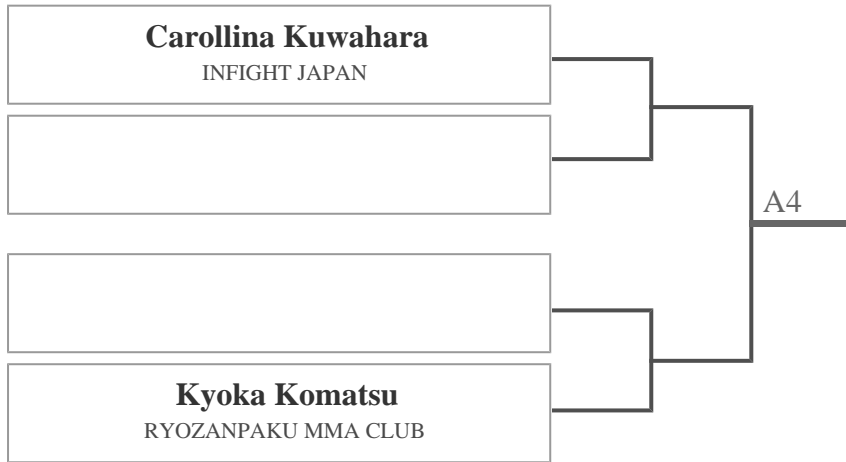 Carollina Kuwahara
INFIGHT JAPAN
A4
Kyoka Komatsu
RYOZANPAKU MMA CLUB